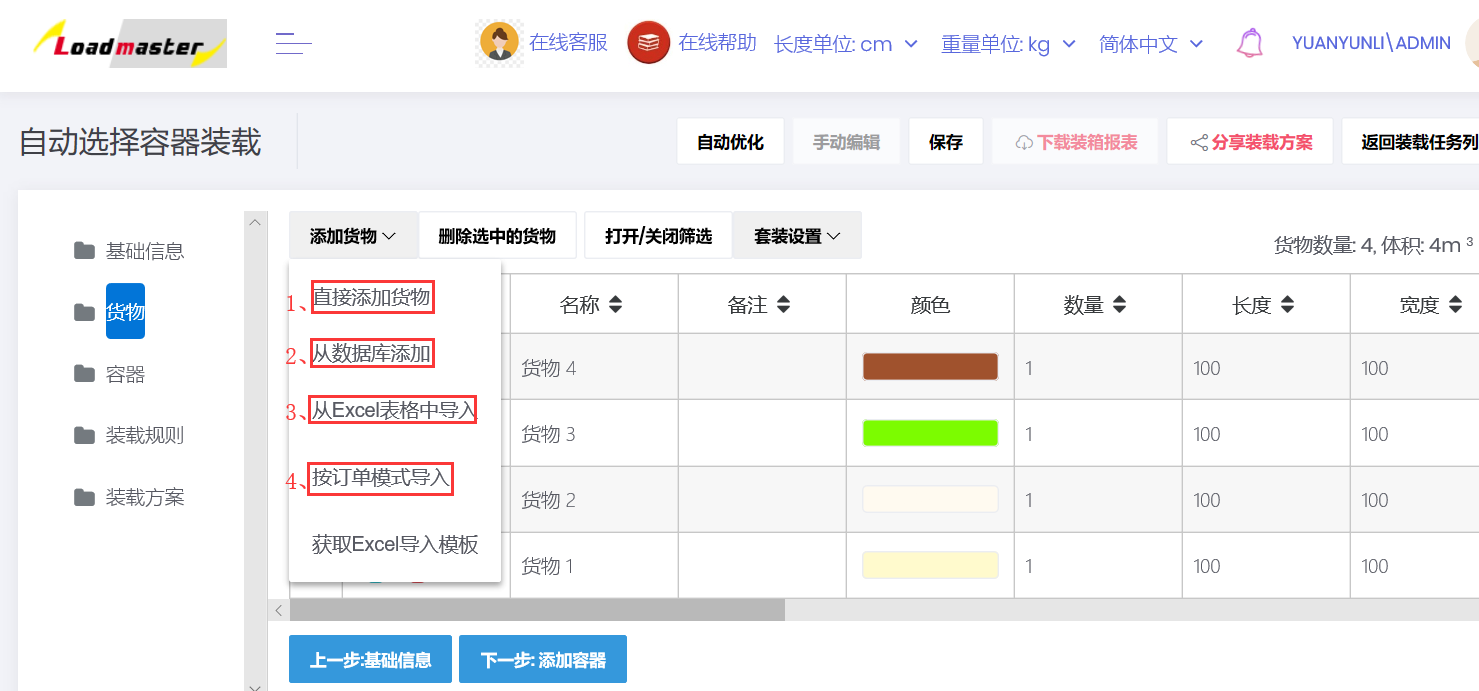 Loadmaster
在线客服 在线帮助 长度单位: cm 重量单位: kg 简体中文 YUANYUNLI\ADMIN
自动选择容器装载 自动优化 手动编辑 保存 下载装箱报表 分享装载方案 返回装载任务列
添加货物 删除选中的货物 打开/关闭筛选 套装设置
货物数量: 4, 体积: 4m ³
基础信息
货物
容器
装载规则
装载方案
1、直接添加货物
2、从数据库添加
3、从Excel表格中导入
4、按订单模式导入
获取Excel导入模板
名称 备注 颜色 数量 长度 宽度
货物 4 1 100 100
货物 3 1 100 100
货物 2 1 100 100
货物 1 1 100 100
上一步:基础信息 下一步: 添加容器